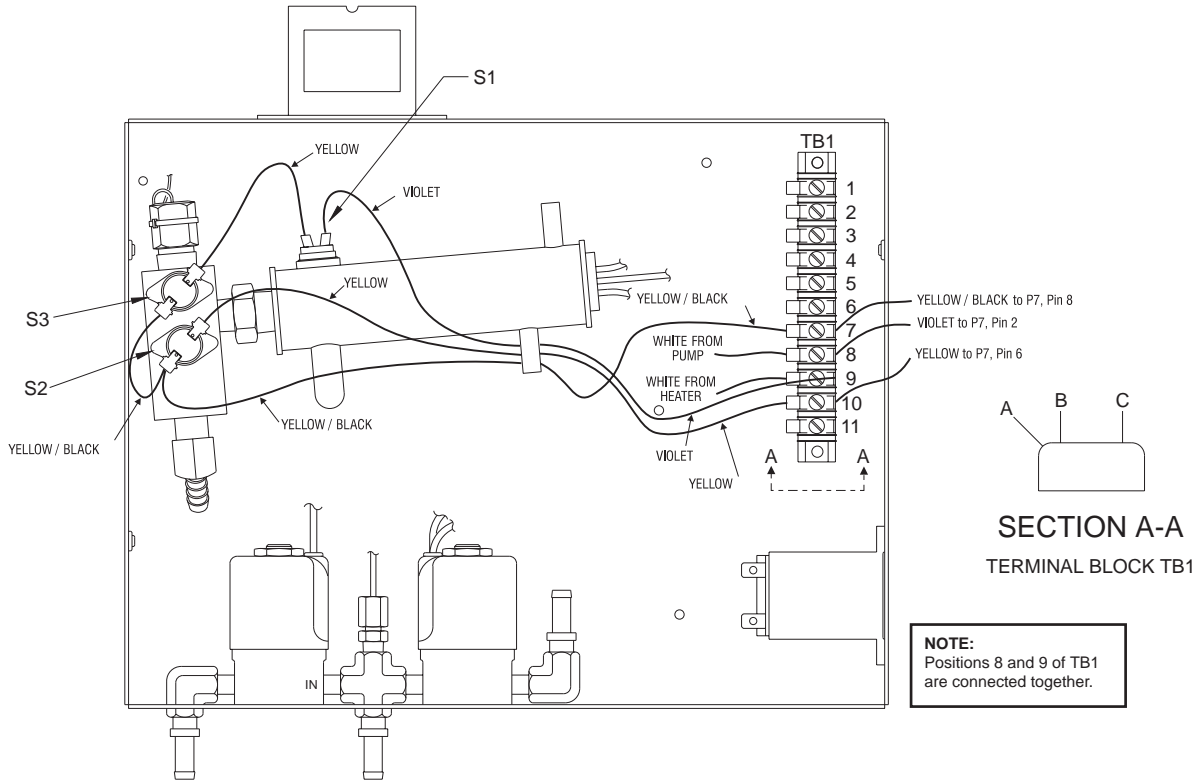 S1
YELLOW
VIOLET
TB1
1
2
3
4
5
6
7
8
9
10
11
YELLOW
YELLOW / BLACK
YELLOW / BLACK to P7, Pin 8
VIOLET to P7, Pin 2
YELLOW to P7, Pin 6
WHITE FROM
PUMP
WHITE FROM
HEATER
S3
S2
YELLOW / BLACK
YELLOW / BLACK
VIOLET
YELLOW
A
A
A
B
C
SECTION A-A
TERMINAL BLOCK TB1
NOTE:
Positions 8 and 9 of TB1
are connected together.
IN